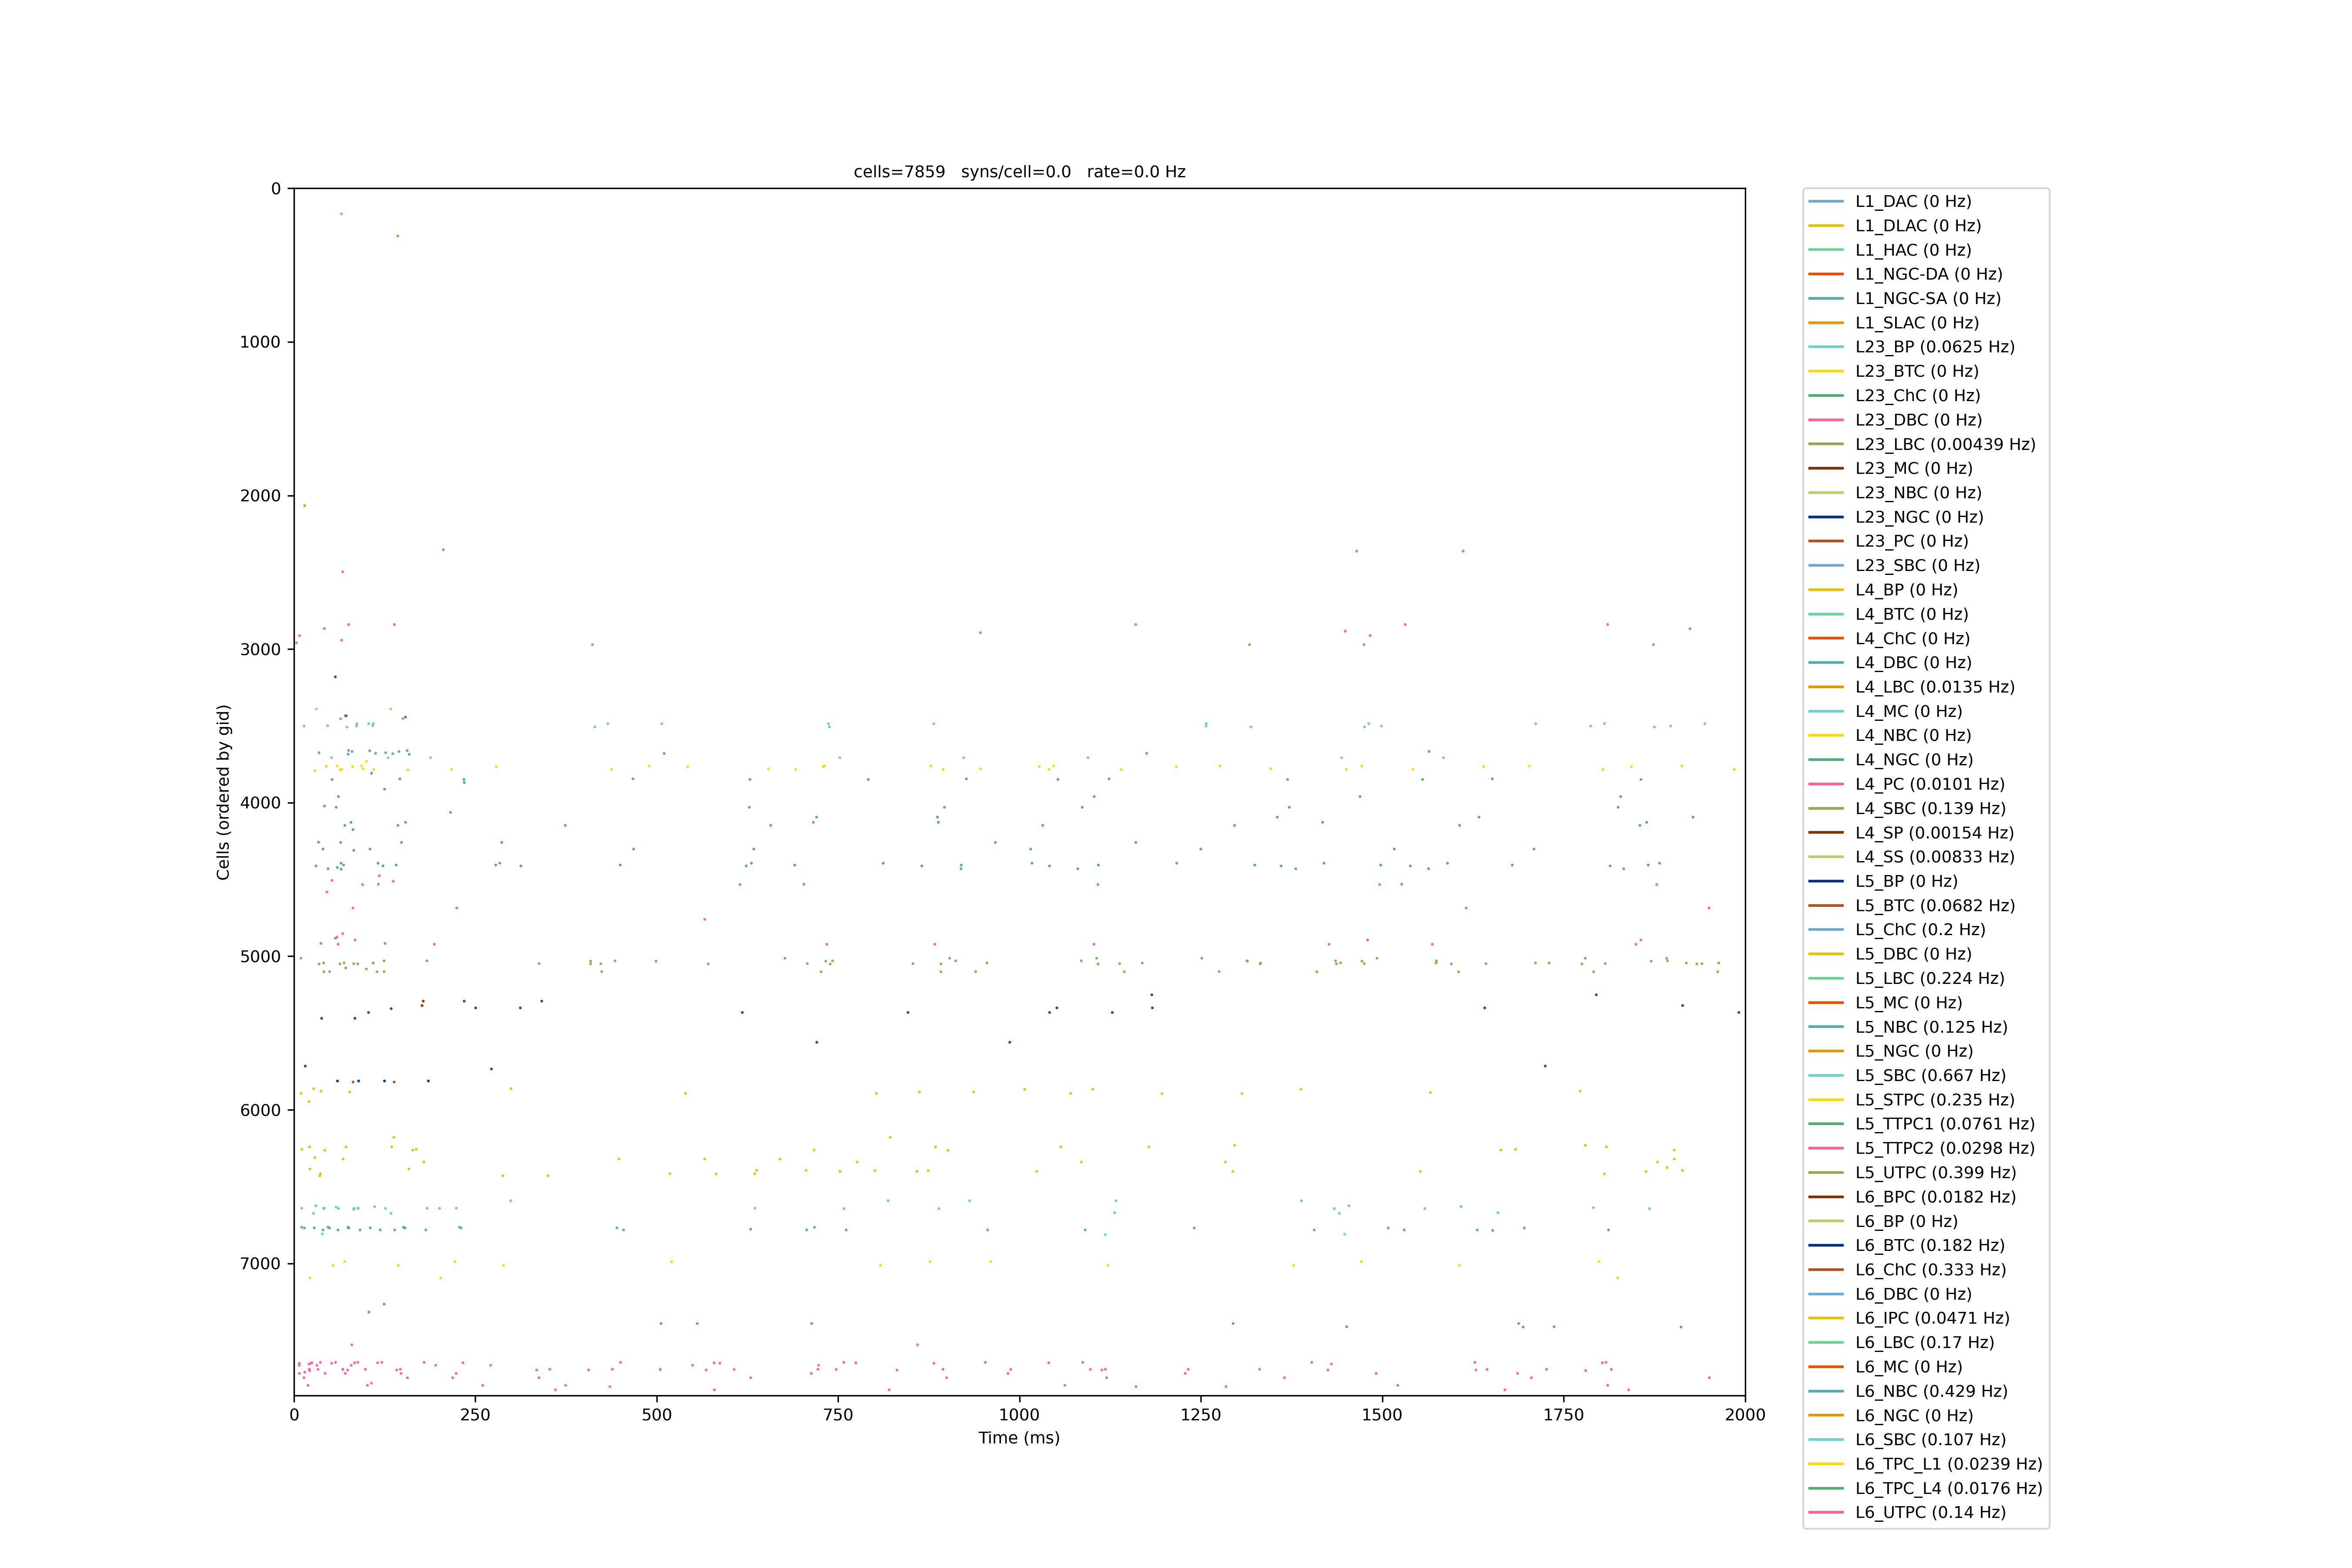 cells=7859   syns/cell=0.0   rate=0.0 Hz
0
1000
2000
3000
4000
5000
6000
7000
Cells (ordered by gid)
0
250
500
750
1000
1250
1500
1750
2000
Time (ms)
L1_DAC (0 Hz)
L1_DLAC (0 Hz)
L1_HAC (0 Hz)
L1_NGC-DA (0 Hz)
L1_NGC-SA (0 Hz)
L1_SLAC (0 Hz)
L23_BP (0.0625 Hz)
L23_BTC (0 Hz)
L23_ChC (0 Hz)
L23_DBC (0 Hz)
L23_LBC (0.00439 Hz)
L23_MC (0 Hz)
L23_NBC (0 Hz)
L23_NGC (0 Hz)
L23_PC (0 Hz)
L23_SBC (0 Hz)
L4_BP (0 Hz)
L4_BTC (0 Hz)
L4_ChC (0 Hz)
L4_DBC (0 Hz)
L4_LBC (0.0135 Hz)
L4_MC (0 Hz)
L4_NBC (0 Hz)
L4_NGC (0 Hz)
L4_PC (0.0101 Hz)
L4_SBC (0.139 Hz)
L4_SP (0.00154 Hz)
L4_SS (0.00833 Hz)
L5_BP (0 Hz)
L5_BTC (0.0682 Hz)
L5_ChC (0.2 Hz)
L5_DBC (0 Hz)
L5_LBC (0.224 Hz)
L5_MC (0 Hz)
L5_NBC (0.125 Hz)
L5_NGC (0 Hz)
L5_SBC (0.667 Hz)
L5_STPC (0.235 Hz)
L5_TTPC1 (0.0761 Hz)
L5_TTPC2 (0.0298 Hz)
L5_UTPC (0.399 Hz)
L6_BPC (0.0182 Hz)
L6_BP (0 Hz)
L6_BTC (0.182 Hz)
L6_ChC (0.333 Hz)
L6_DBC (0 Hz)
L6_IPC (0.0471 Hz)
L6_LBC (0.17 Hz)
L6_MC (0 Hz)
L6_NBC (0.429 Hz)
L6_NGC (0 Hz)
L6_SBC (0.107 Hz)
L6_TPC_L1 (0.0239 Hz)
L6_TPC_L4 (0.0176 Hz)
L6_UTPC (0.14 Hz)